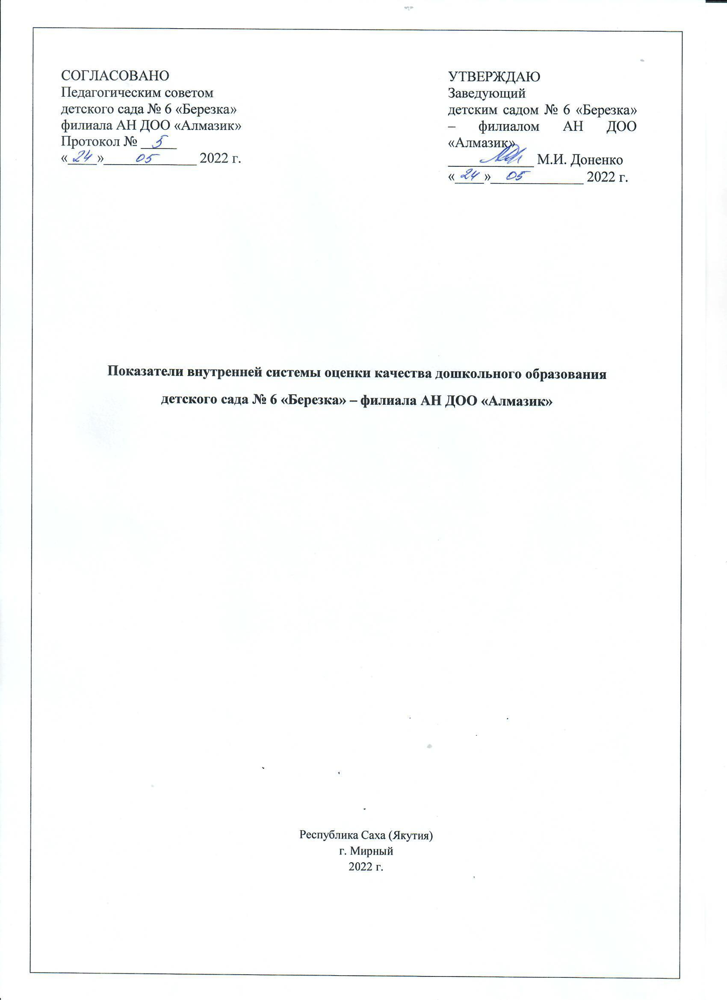 СОГЛАСОВАНО
Педагогическим советом
детского сада № 6 «Березка»
филиала АН ДОО «Алмазик»
Протокол № 5
«24» 05 2022 г.
УТВЕРЖДАЮ
Заведующий
детским садом № 6 «Березка»
– филиалом АН ДОО
«Алмазик»
М.И. Доненко
«24» 05 2022 г.
Показатели внутренней системы оценки качества дошкольного образования
детского сада № 6 «Березка» – филиала АН ДОО «Алмазик»
Республика Саха (Якутия)
г. Мирный
2022 г.